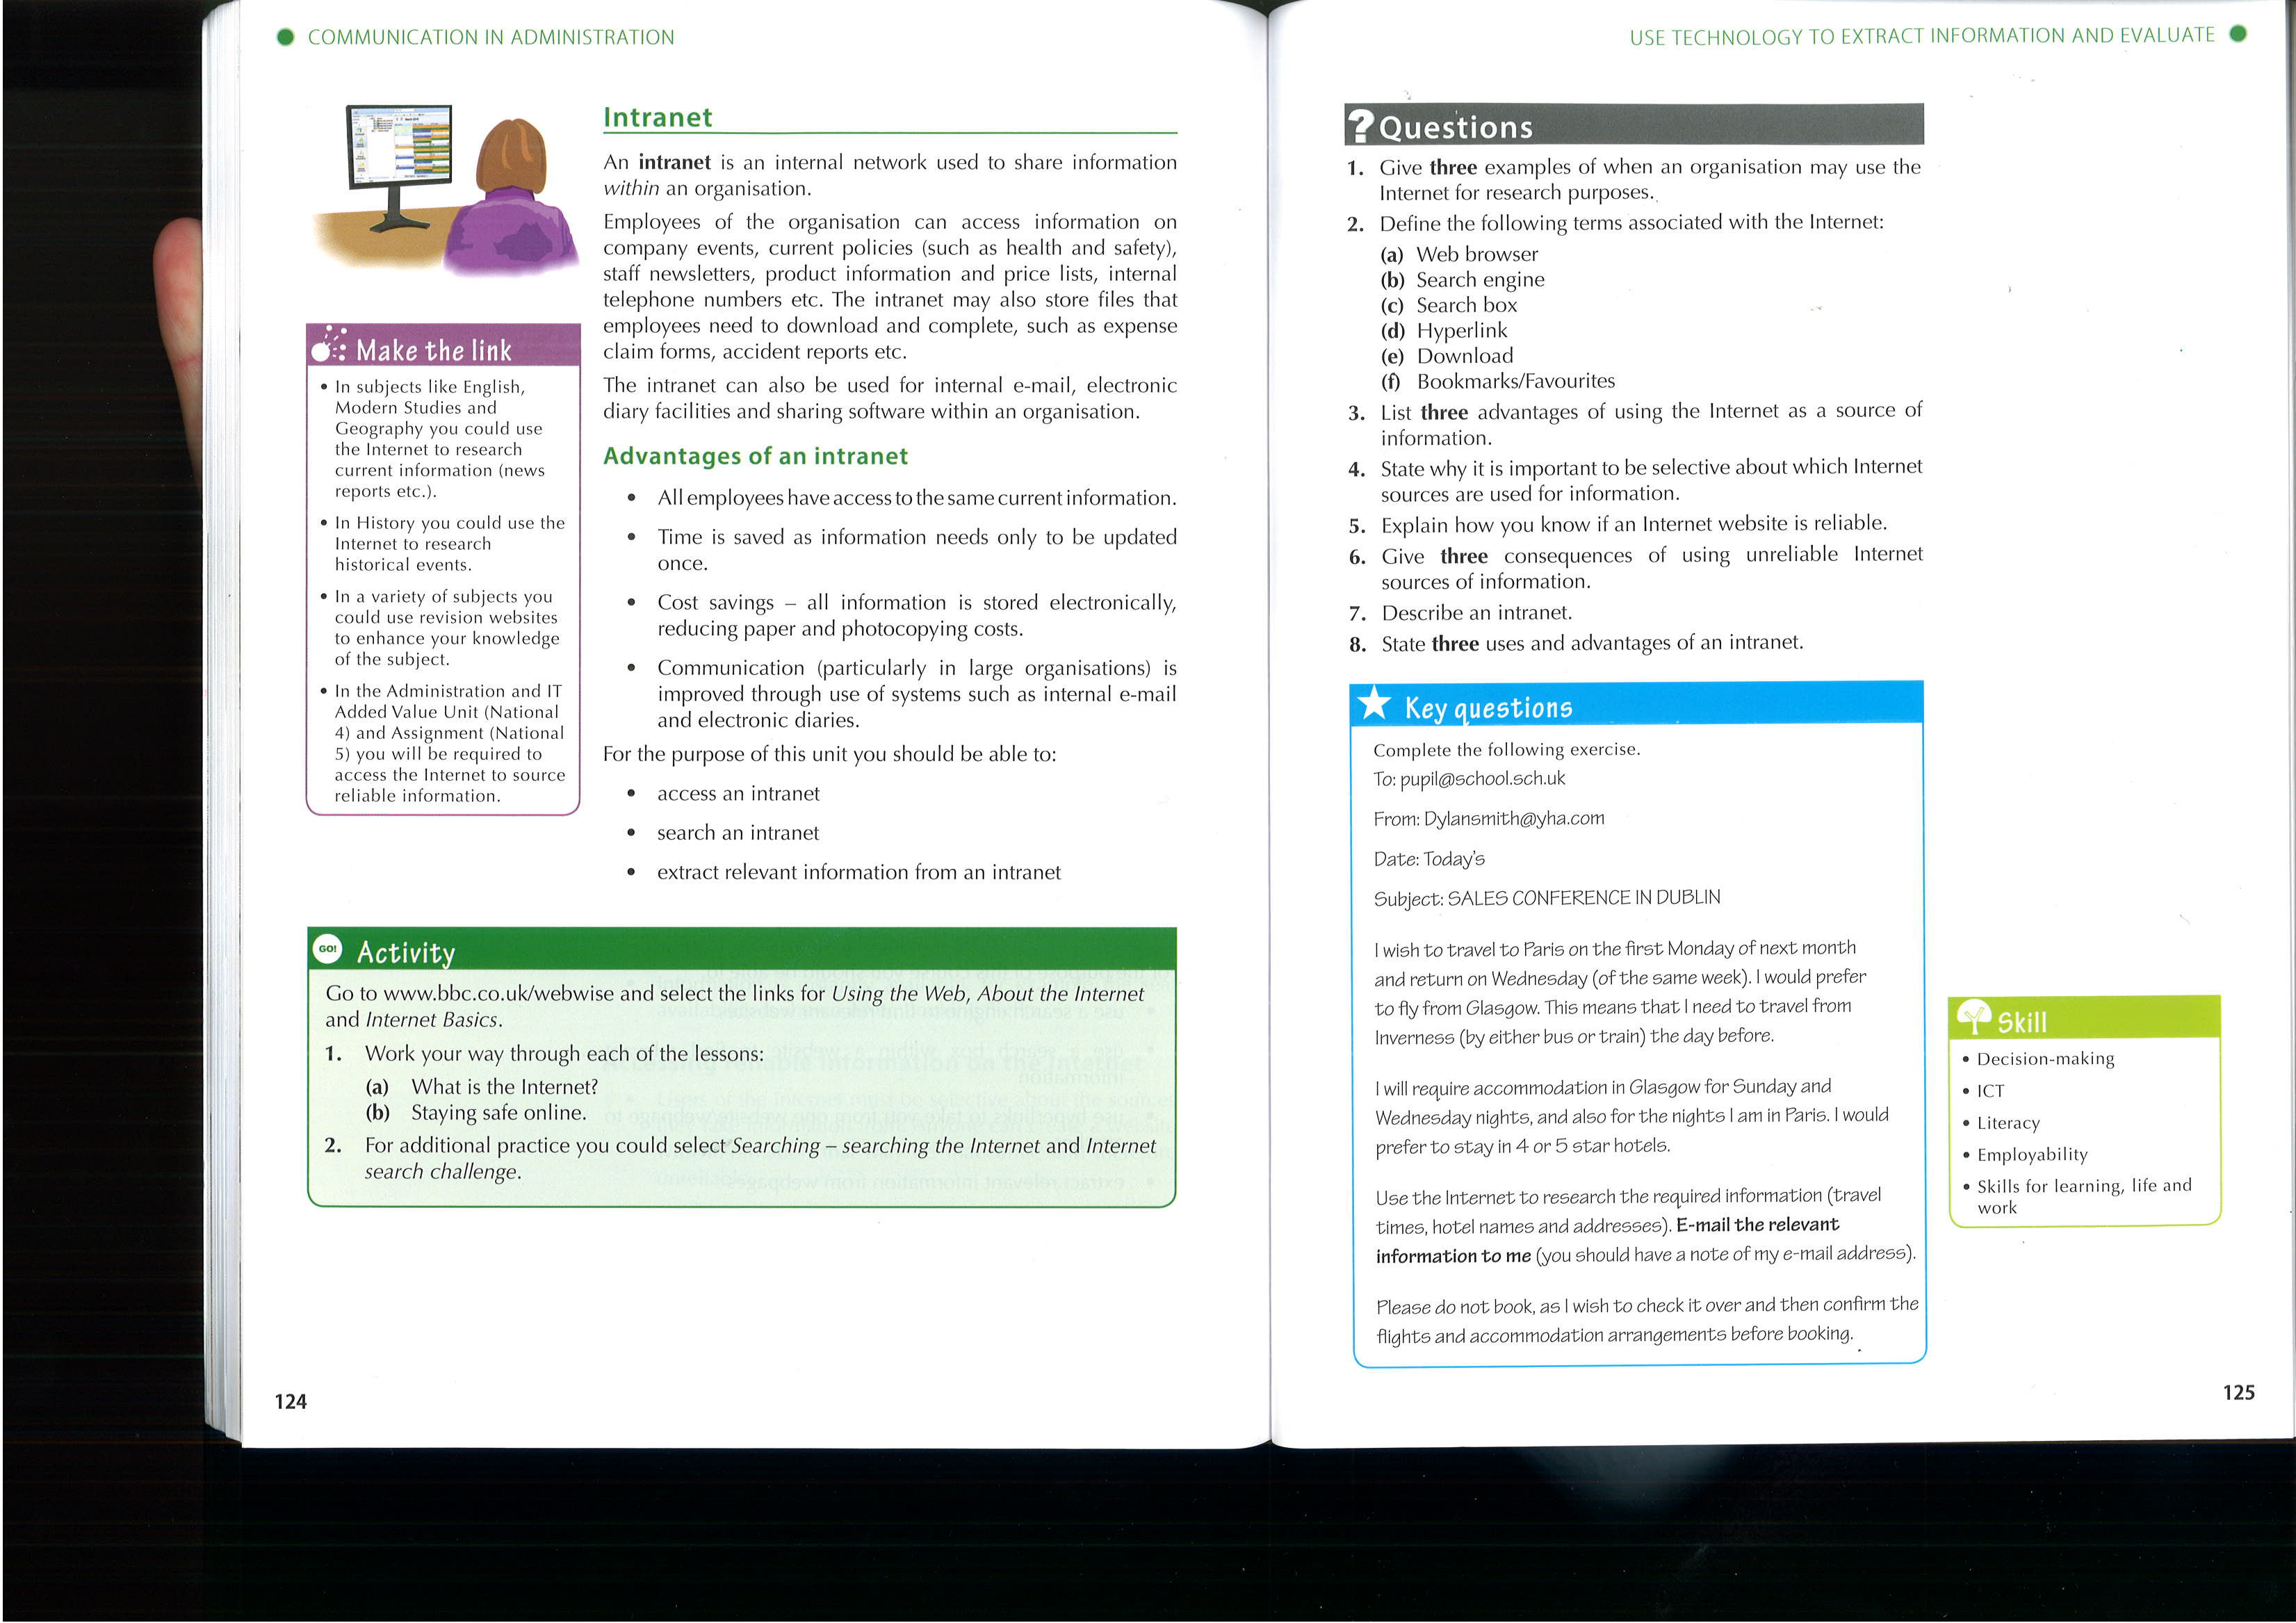 COMMUNICATION IN ADMINISTRATION
Intranet
An intranet is an internal network used to share information
within an organisation.
Employees of the organisation can access information on
company events, current policies (such as health and safety),
staff newsletters, product information and price lists, internal
telephone numbers etc. The intranet may also store files that
employees need to download and complete, such as expense
claim forms, accident reports etc.
The intranet can also be used for internal e-mail, electronic
diary facilities and sharing software within an organisation.
Advantages of an intranet
• All employees have access to the same current information.
• Time is saved as information needs only to be updated
once.
• Cost savings – all information is stored electronically,
reducing paper and photocopying costs.
• Communication (particularly in large organisations) is
improved through use of systems such as internal e-mail
and electronic diaries.
For the purpose of this unit you should be able to:
• access an intranet
• search an intranet
• extract relevant information from an intranet
Make the link
• In subjects like English,
Modern Studies and
Geography you could use
the Internet to research
current information (news
reports etc.).
• In History you could use the
Internet to research
historical events.
• In a variety of subjects you
could use revision websites
to enhance your knowledge
of the subject.
• In the Administration and IT
Added Value Unit (National
4) and Assignment (National
5) you will be required to
access the Internet to source
reliable information.
GO! Activity
Go to www.bbc.co.uk/webwise and select the links for Using the Web, About the Internet
and Internet Basics.
1. Work your way through each of the lessons:
(a) What is the Internet?
(b) Staying safe online.
2. For additional practice you could select Searching – searching the Internet and Internet
search challenge.
124
USE TECHNOLOGY TO EXTRACT INFORMATION AND EVALUATE
? Questions
1. Give three examples of when an organisation may use the
Internet for research purposes.
2. Define the following terms associated with the Internet:
(a) Web browser
(b) Search engine
(c) Search box
(d) Hyperlink
(e) Download
(f) Bookmarks/Favourites
3. List three advantages of using the Internet as a source of
information.
4. State why it is important to be selective about which Internet
sources are used for information.
5. Explain how you know if an Internet website is reliable.
6. Give three consequences of using unreliable Internet
sources of information.
7. Describe an intranet.
8. State three uses and advantages of an intranet.
Key questions
Complete the following exercise.
To: pupil@school.sch.uk
From: Dylansmith@yha.com
Date: Today's
Subject: SALES CONFERENCE IN DUBLIN
I wish to travel to Paris on the first Monday of next month
and return on Wednesday (of the same week). I would prefer
to fly from Glasgow. This means that I need to travel from
Inverness (by either bus or train) the day before.
I will require accommodation in Glasgow for Sunday and
Wednesday nights, and also for the nights I am in Paris. I would
prefer to stay in 4 or 5 star hotels.
Use the Internet to research the required information (travel
times, hotel names and addresses). E-mail the relevant
information to me (you should have a note of my e-mail address).
Please do not book, as I wish to check it over and then confirm the
flights and accommodation arrangements before booking.
Skill
• Decision-making
• ICT
• Literacy
• Employability
• Skills for learning, life and
work
125